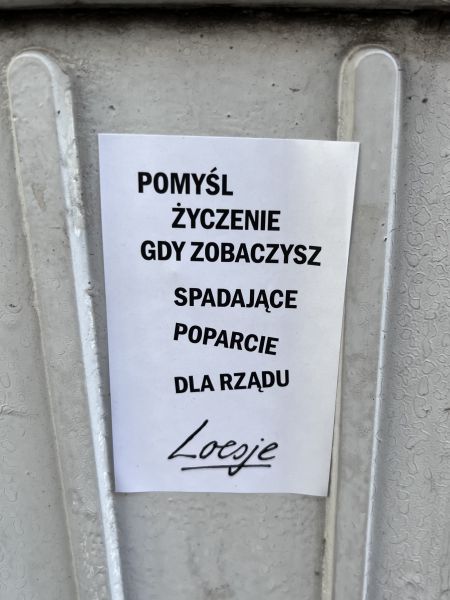 POMYŚL
ŻYCZENIE
GDY ZOBACZYSZ
SPADAJĄCE
POPARCIE
DLA RZĄDU
Loesje